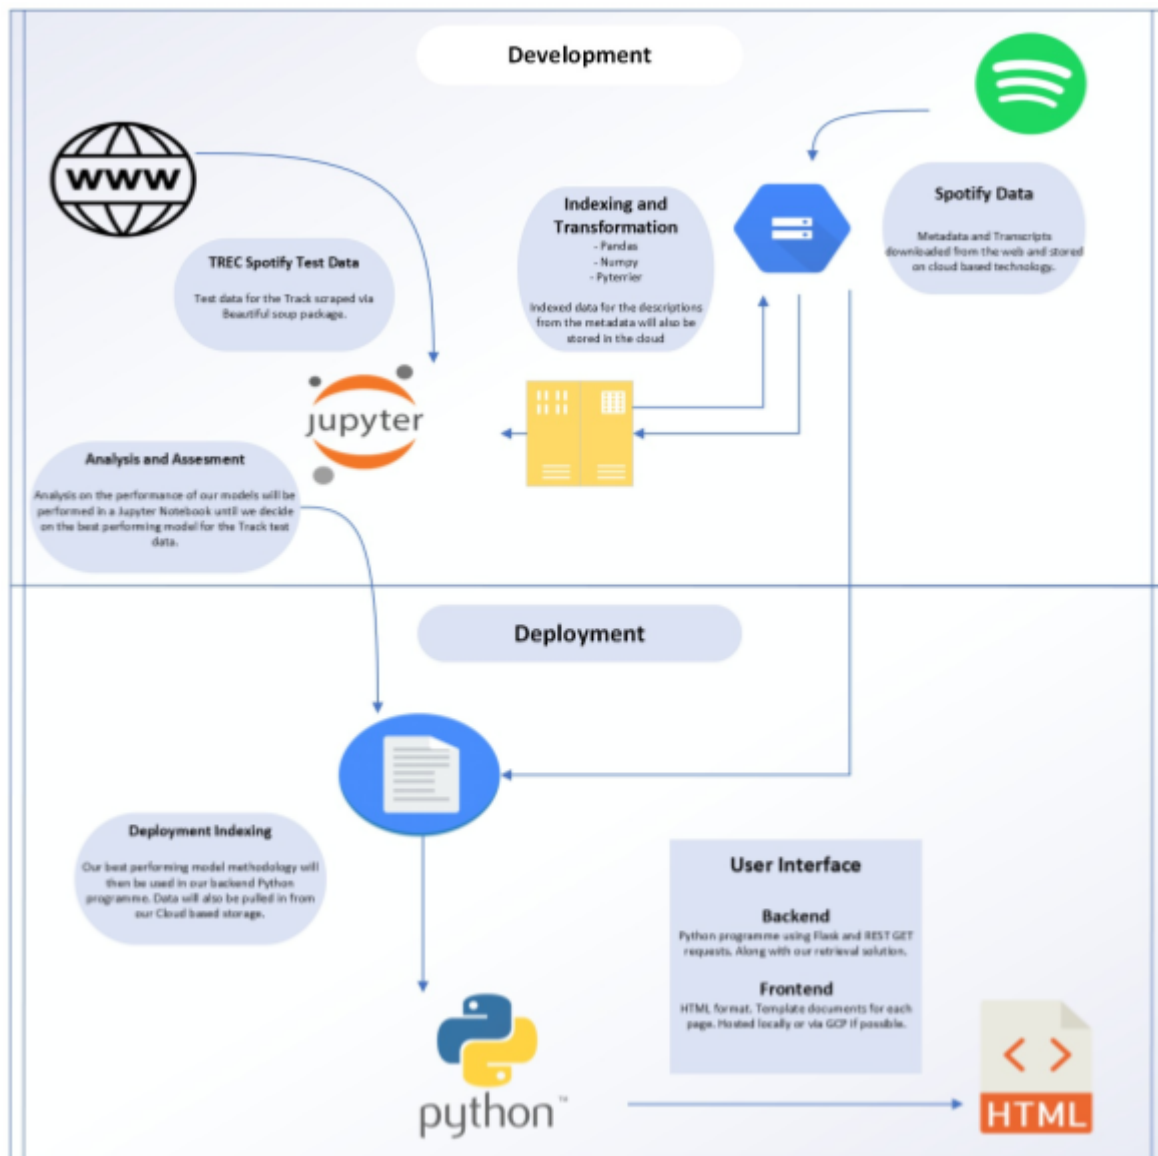 Development
WWW
Indexing and
Transformation
- Pandas
- Numpy
- Pyterrier
Indexed data for the descriptions
from the metadata will also be
stored in the cloud
Spotify Data
Metadata and Transcripts
downloaded from the web and stored
on cloud based technology.
TREC Spotify Test Data
Test data for the Track scraped via
Beautiful soup package.
jupyter
Analysis and Assesment
Analysis on the performance of our models will be
performed in a Jupyter Notebook until we decide
on the best performing model for the Track test
data.
Deployment
Deployment Indexing
Our best performing model methodology will
then be used in our backend Python
programme. Data will also be pulled in from
our Cloud based storage.
User Interface
Backend
Python programme using Flask and REST GET
requests. Along with our retrieval solution.
Frontend
HTML format. Template documents for each
page. Hosted locally or via GCP if possible.
python™
HTML